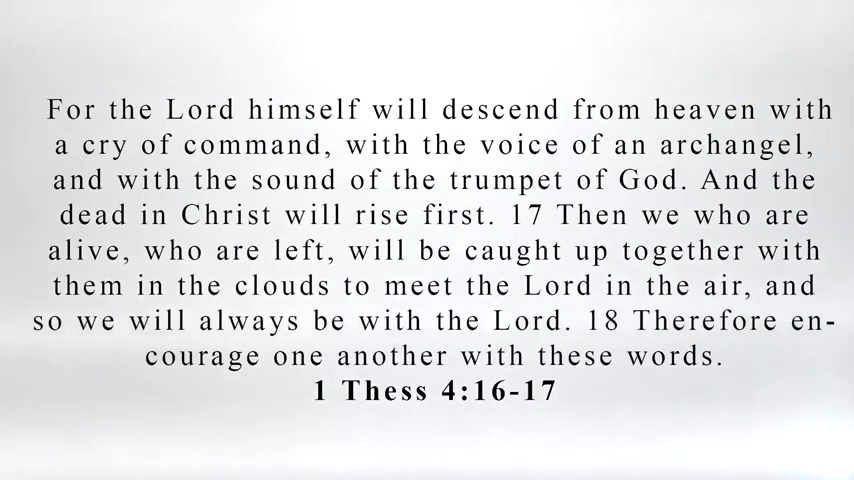 For the Lord himself will descend from heaven with
a cry of command, with the voice of an archangel,
and with the sound of the trumpet of God. And the
dead in Christ will rise first. 17 Then we who are
alive, who are left, will be caught up together with
them in the clouds to meet the Lord in the air, and
so we will always be with the Lord. 18 Therefore en-
courage one another with these words.
1 Thess 4:16-17